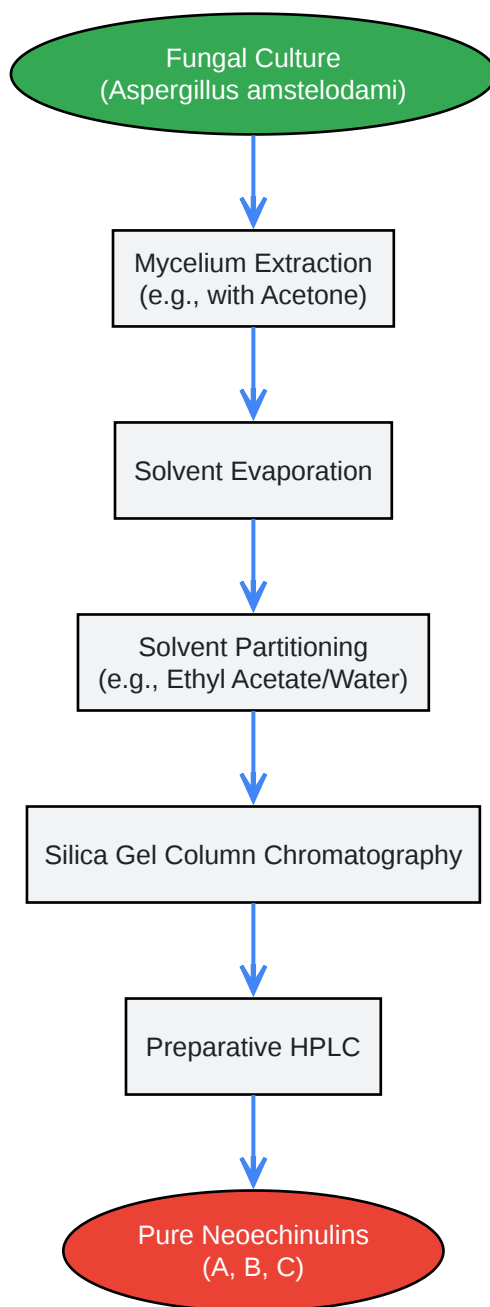 Fungal Culture
(Aspergillus amstelodami)
Mycelium Extraction
(e.g., with Acetone)
Solvent Evaporation
Solvent Partitioning
(e.g., Ethyl Acetate/Water)
Silica Gel Column Chromatography
Preparative HPLC
Pure Neoechinulins
(A, B, C)